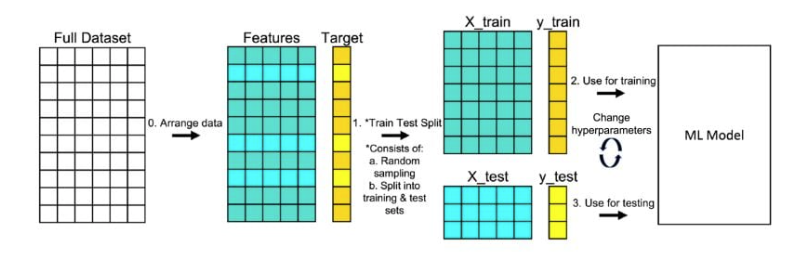 Full Dataset
0. Arrange data
Features
Target
1. *Train Test Split
*Consists of:
a. Random
sampling
b. Split into
training & test
sets
X_train
y_train
X_test
y_test
2. Use for training
Change
hyperparameters
3. Use for testing
ML Model